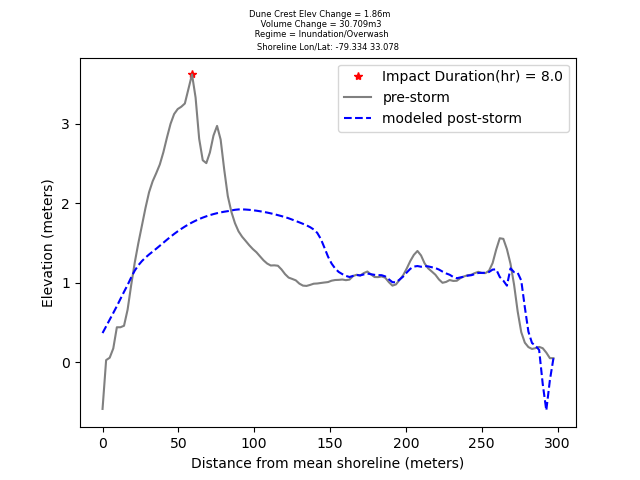 Dune Crest Elev Change = 1.86m
Volume Change = 30.709m3
Regime = Inundation/Overwash
Shoreline Lon/Lat: -79.334 33.078
Impact Duration(hr) = 8.0
pre-storm
modeled post-storm
Elevation (meters)
3
2
1
0
0 50 100 150 200 250 300
Distance from mean shoreline (meters)